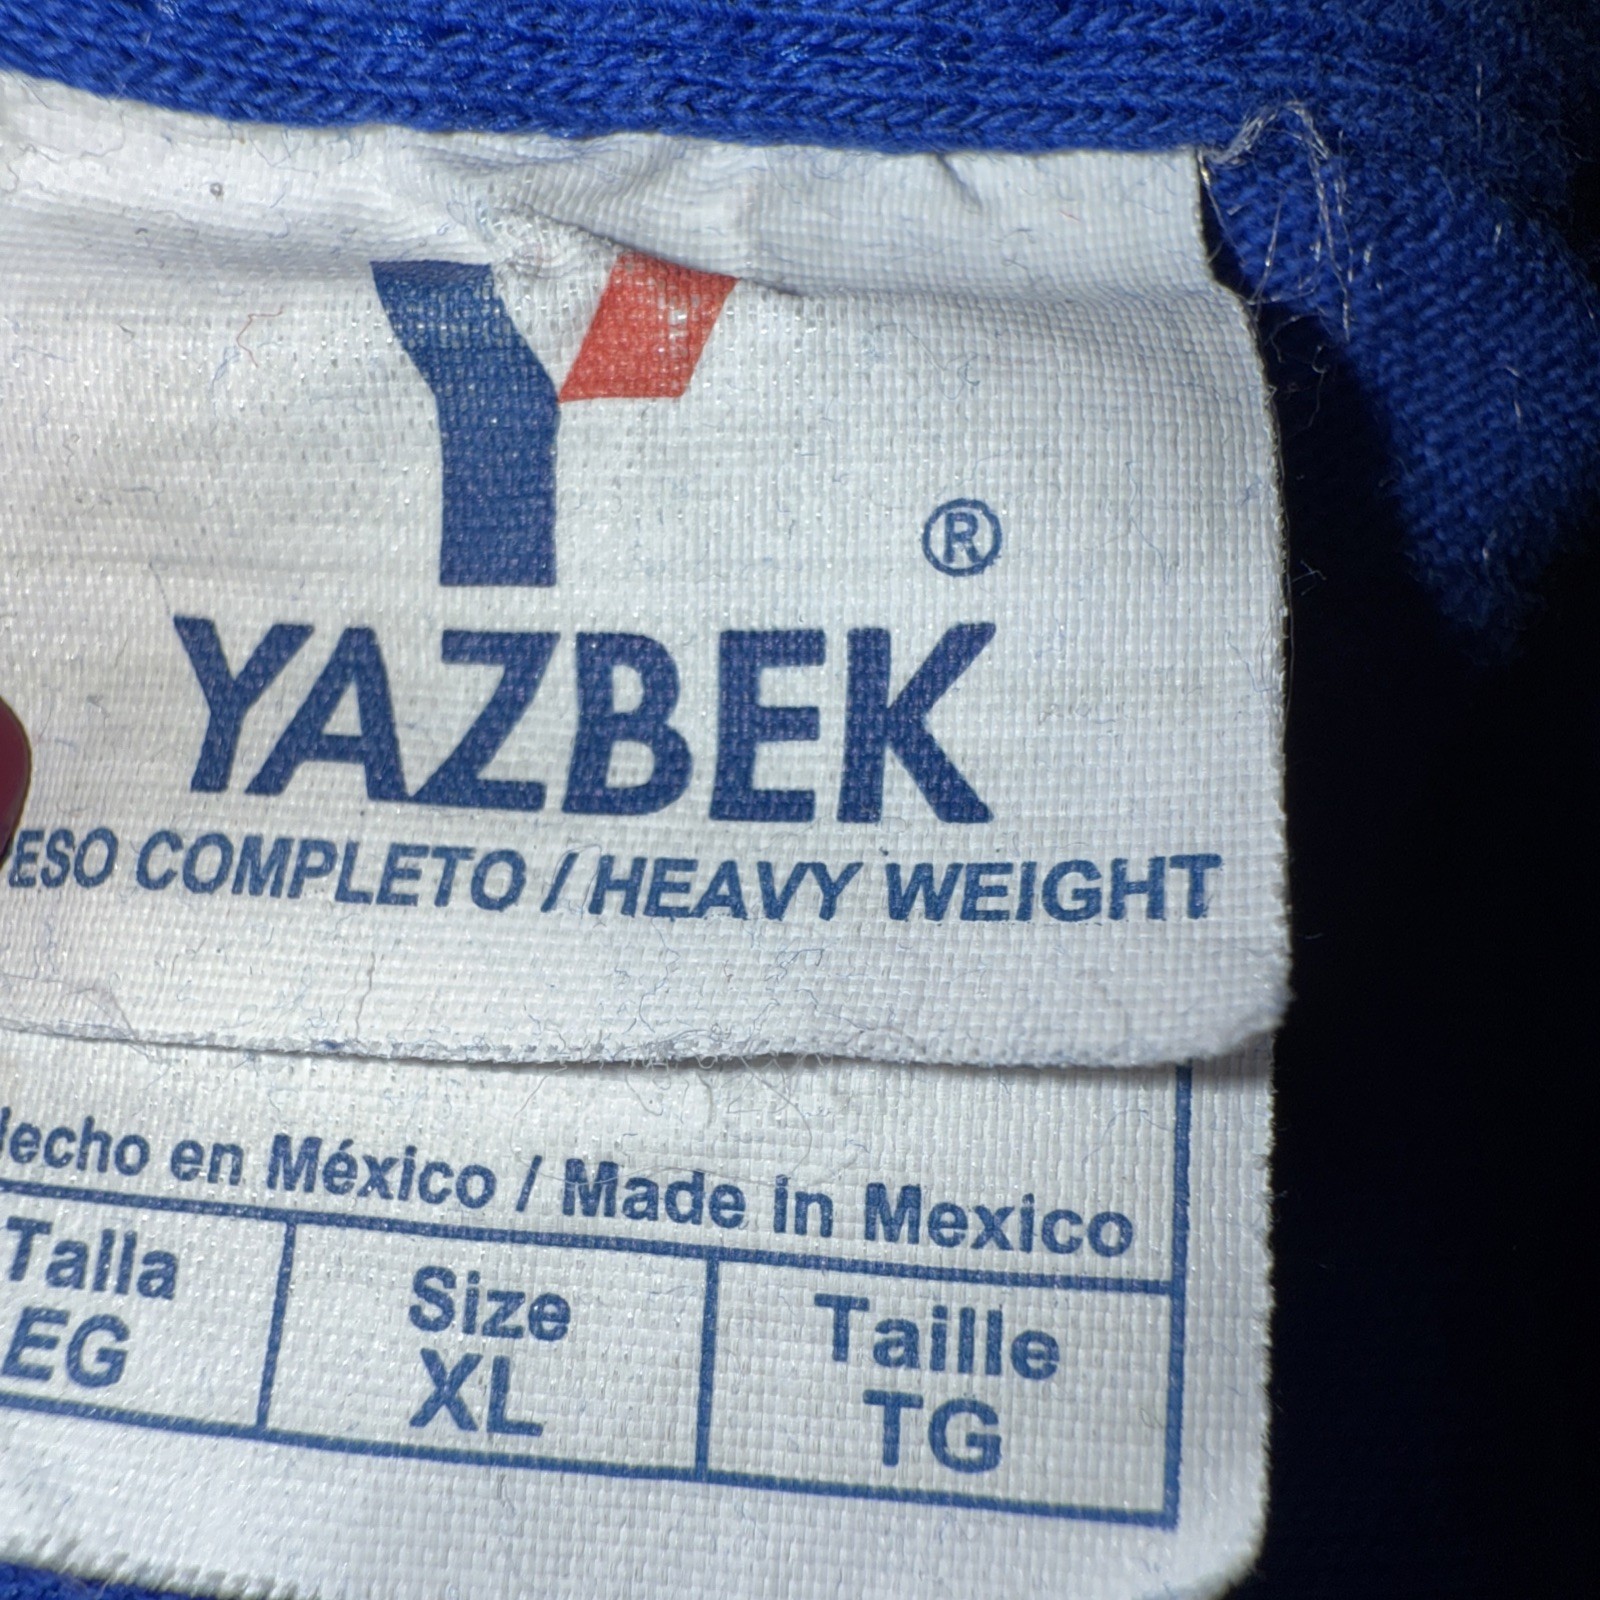 Y
®
YAZBEK
ESO COMPLETO / HEAVY WEIGHT
echo en México / Made in Mexico
Talla Size Taille
EG XL TG